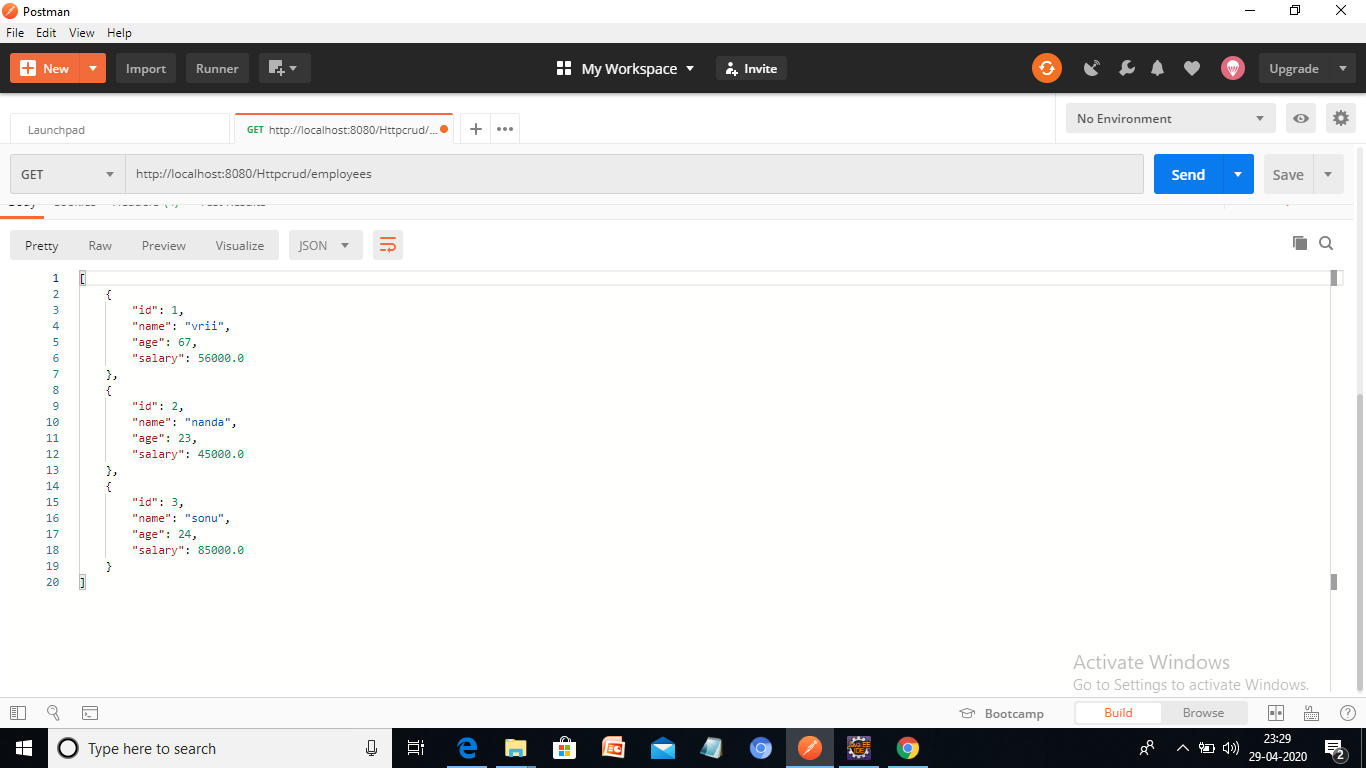 Postman
File Edit View Help
New Import Runner My Workspace Invite Upgrade
Launchpad GET http://localhost:8080/Httpcrud/... No Environment
GET http://localhost:8080/Httpcrud/employees Send Save
Pretty Raw Preview Visualize JSON
1 [
2 {
3 "id": 1,
4 "name": "vrii",
5 "age": 67,
6 "salary": 56000.0
7 },
8 {
9 "id": 2,
10 "name": "nanda",
11 "age": 23,
12 "salary": 45000.0
13 },
14 {
15 "id": 3,
16 "name": "sonu",
17 "age": 24,
18 "salary": 85000.0
19 }
20 ]
Activate Windows
Go to Settings to activate Windows.
Bootcamp Build Browse
Type here to search
23:29
29-04-2020
2